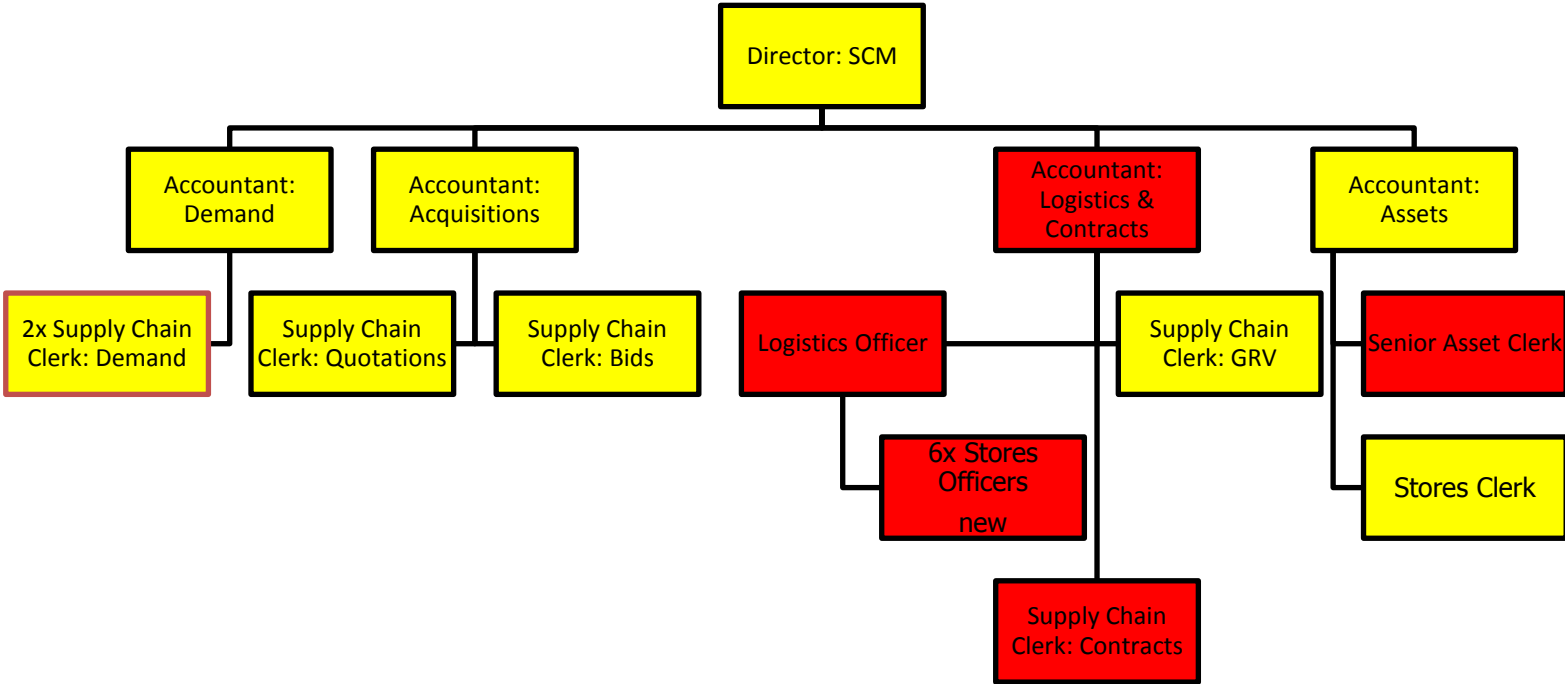 Director: SCM
Accountant:
Demand
Accountant:
Acquisitions
Accountant:
Logistics &
Contracts
Accountant:
Assets
2x Supply Chain
Clerk: Demand
Supply Chain
Clerk: Quotations
Supply Chain
Clerk: Bids
Logistics Officer
Supply Chain
Clerk: GRV
Senior Asset Clerk
6x Stores
Officers
new
Stores Clerk
Supply Chain
Clerk: Contracts